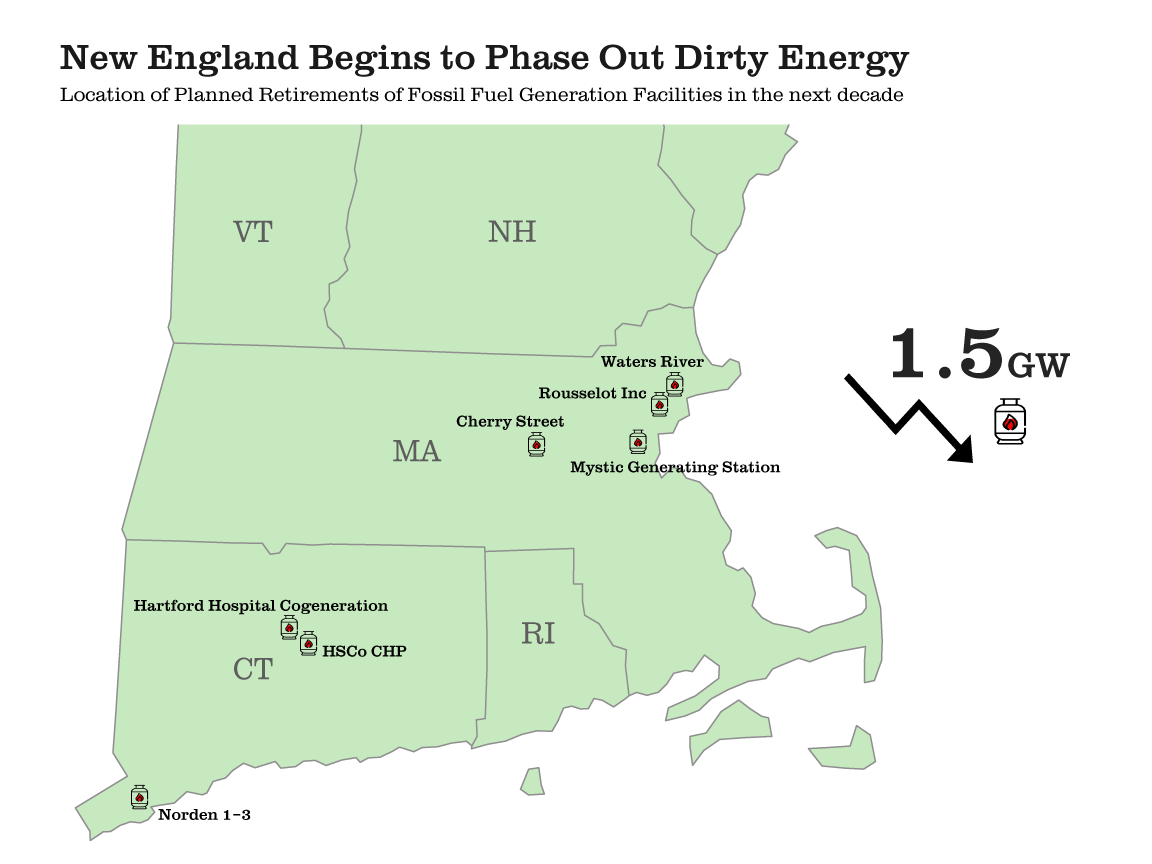 New England Begins to Phase Out Dirty Energy
Location of Planned Retirements of Fossil Fuel Generation Facilities in the next decade
VT
NH
1.5GW
Waters River
Rousselot Inc
Cherry Street
MA
Mystic Generating Station
Hartford Hospital Cogeneration
RI
HSCo CHP
CT
Norden 1-3